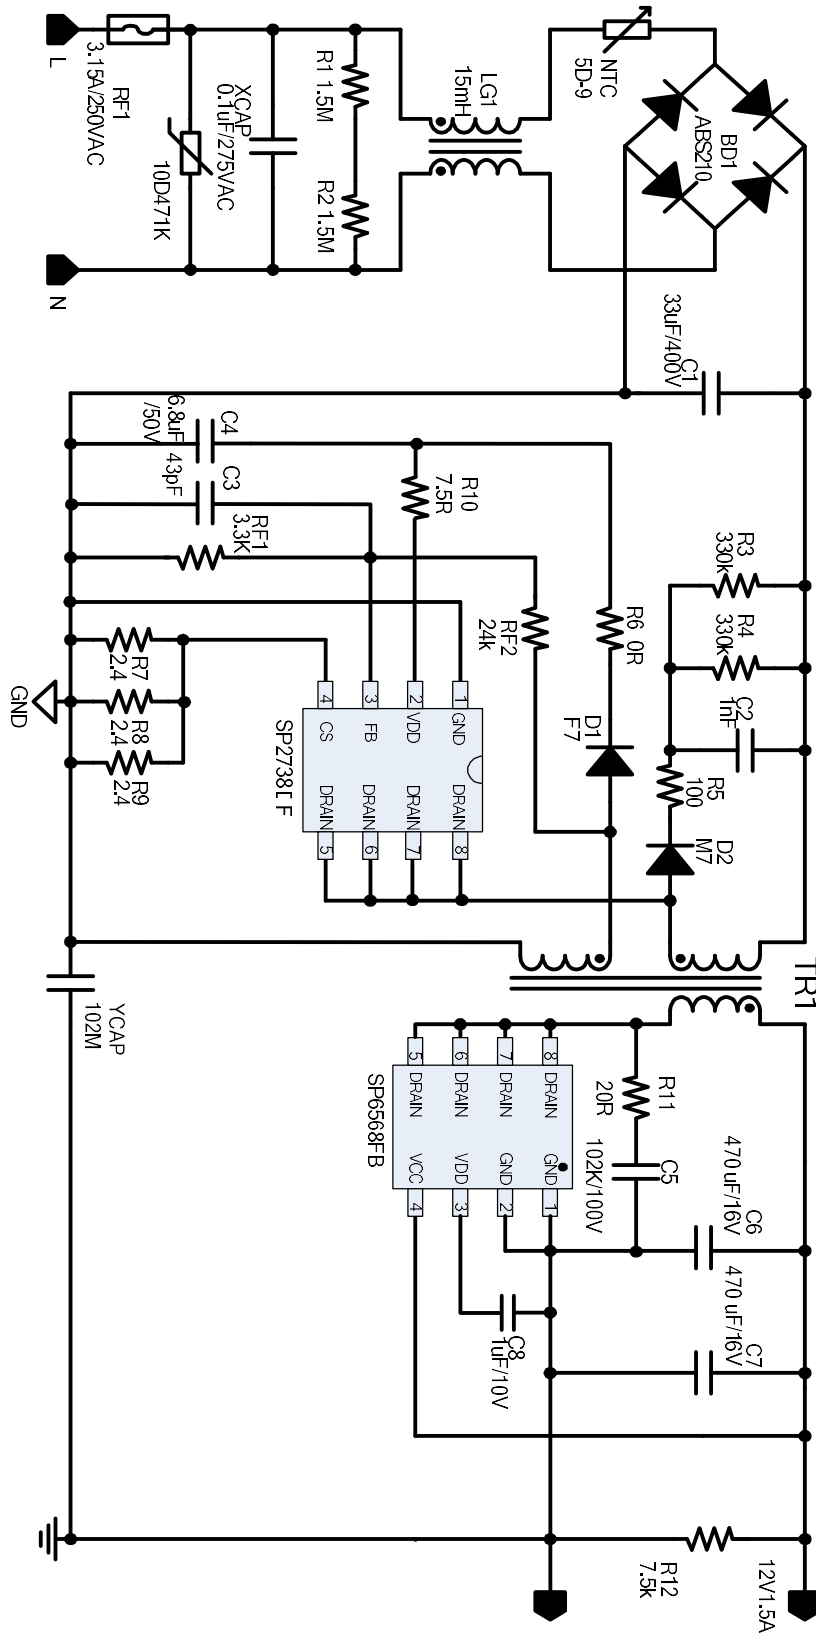 L
RF1
3.15A/250VAC
10D471K
XCAP
0.1uF/275VAC
R1 1.5M
R2 1.5M
N
LG1
15mH
NTC
5D-9
BD1
ABS210
C1
33uF/400V
C4
6.8uF
/50V
C3
43pF
RF1
3.3K
R10
7.5R
RF2
24k
R6 0R
D1
F7
R3
330k
R4
330k
C2
1nF
R5
100
D2
M7
R7
2.4
R8
2.4
R9
2.4
GND
4
3
2
1
CS
FB
VDD
GND
DRAIN
DRAIN
DRAIN
DRAIN
5
6
7
8
TR1
YCAP
102M
5
6
7
8
DRAIN
DRAIN
DRAIN
DRAIN
SP6568FB
VCC
VDD
GND
GND
4
3
2
1
R11
20R
C5
102K/100V
C6
470 uF/16V
C7
470 uF/16V
C8
1uF/10V
R12
7.5k
12V1.5A